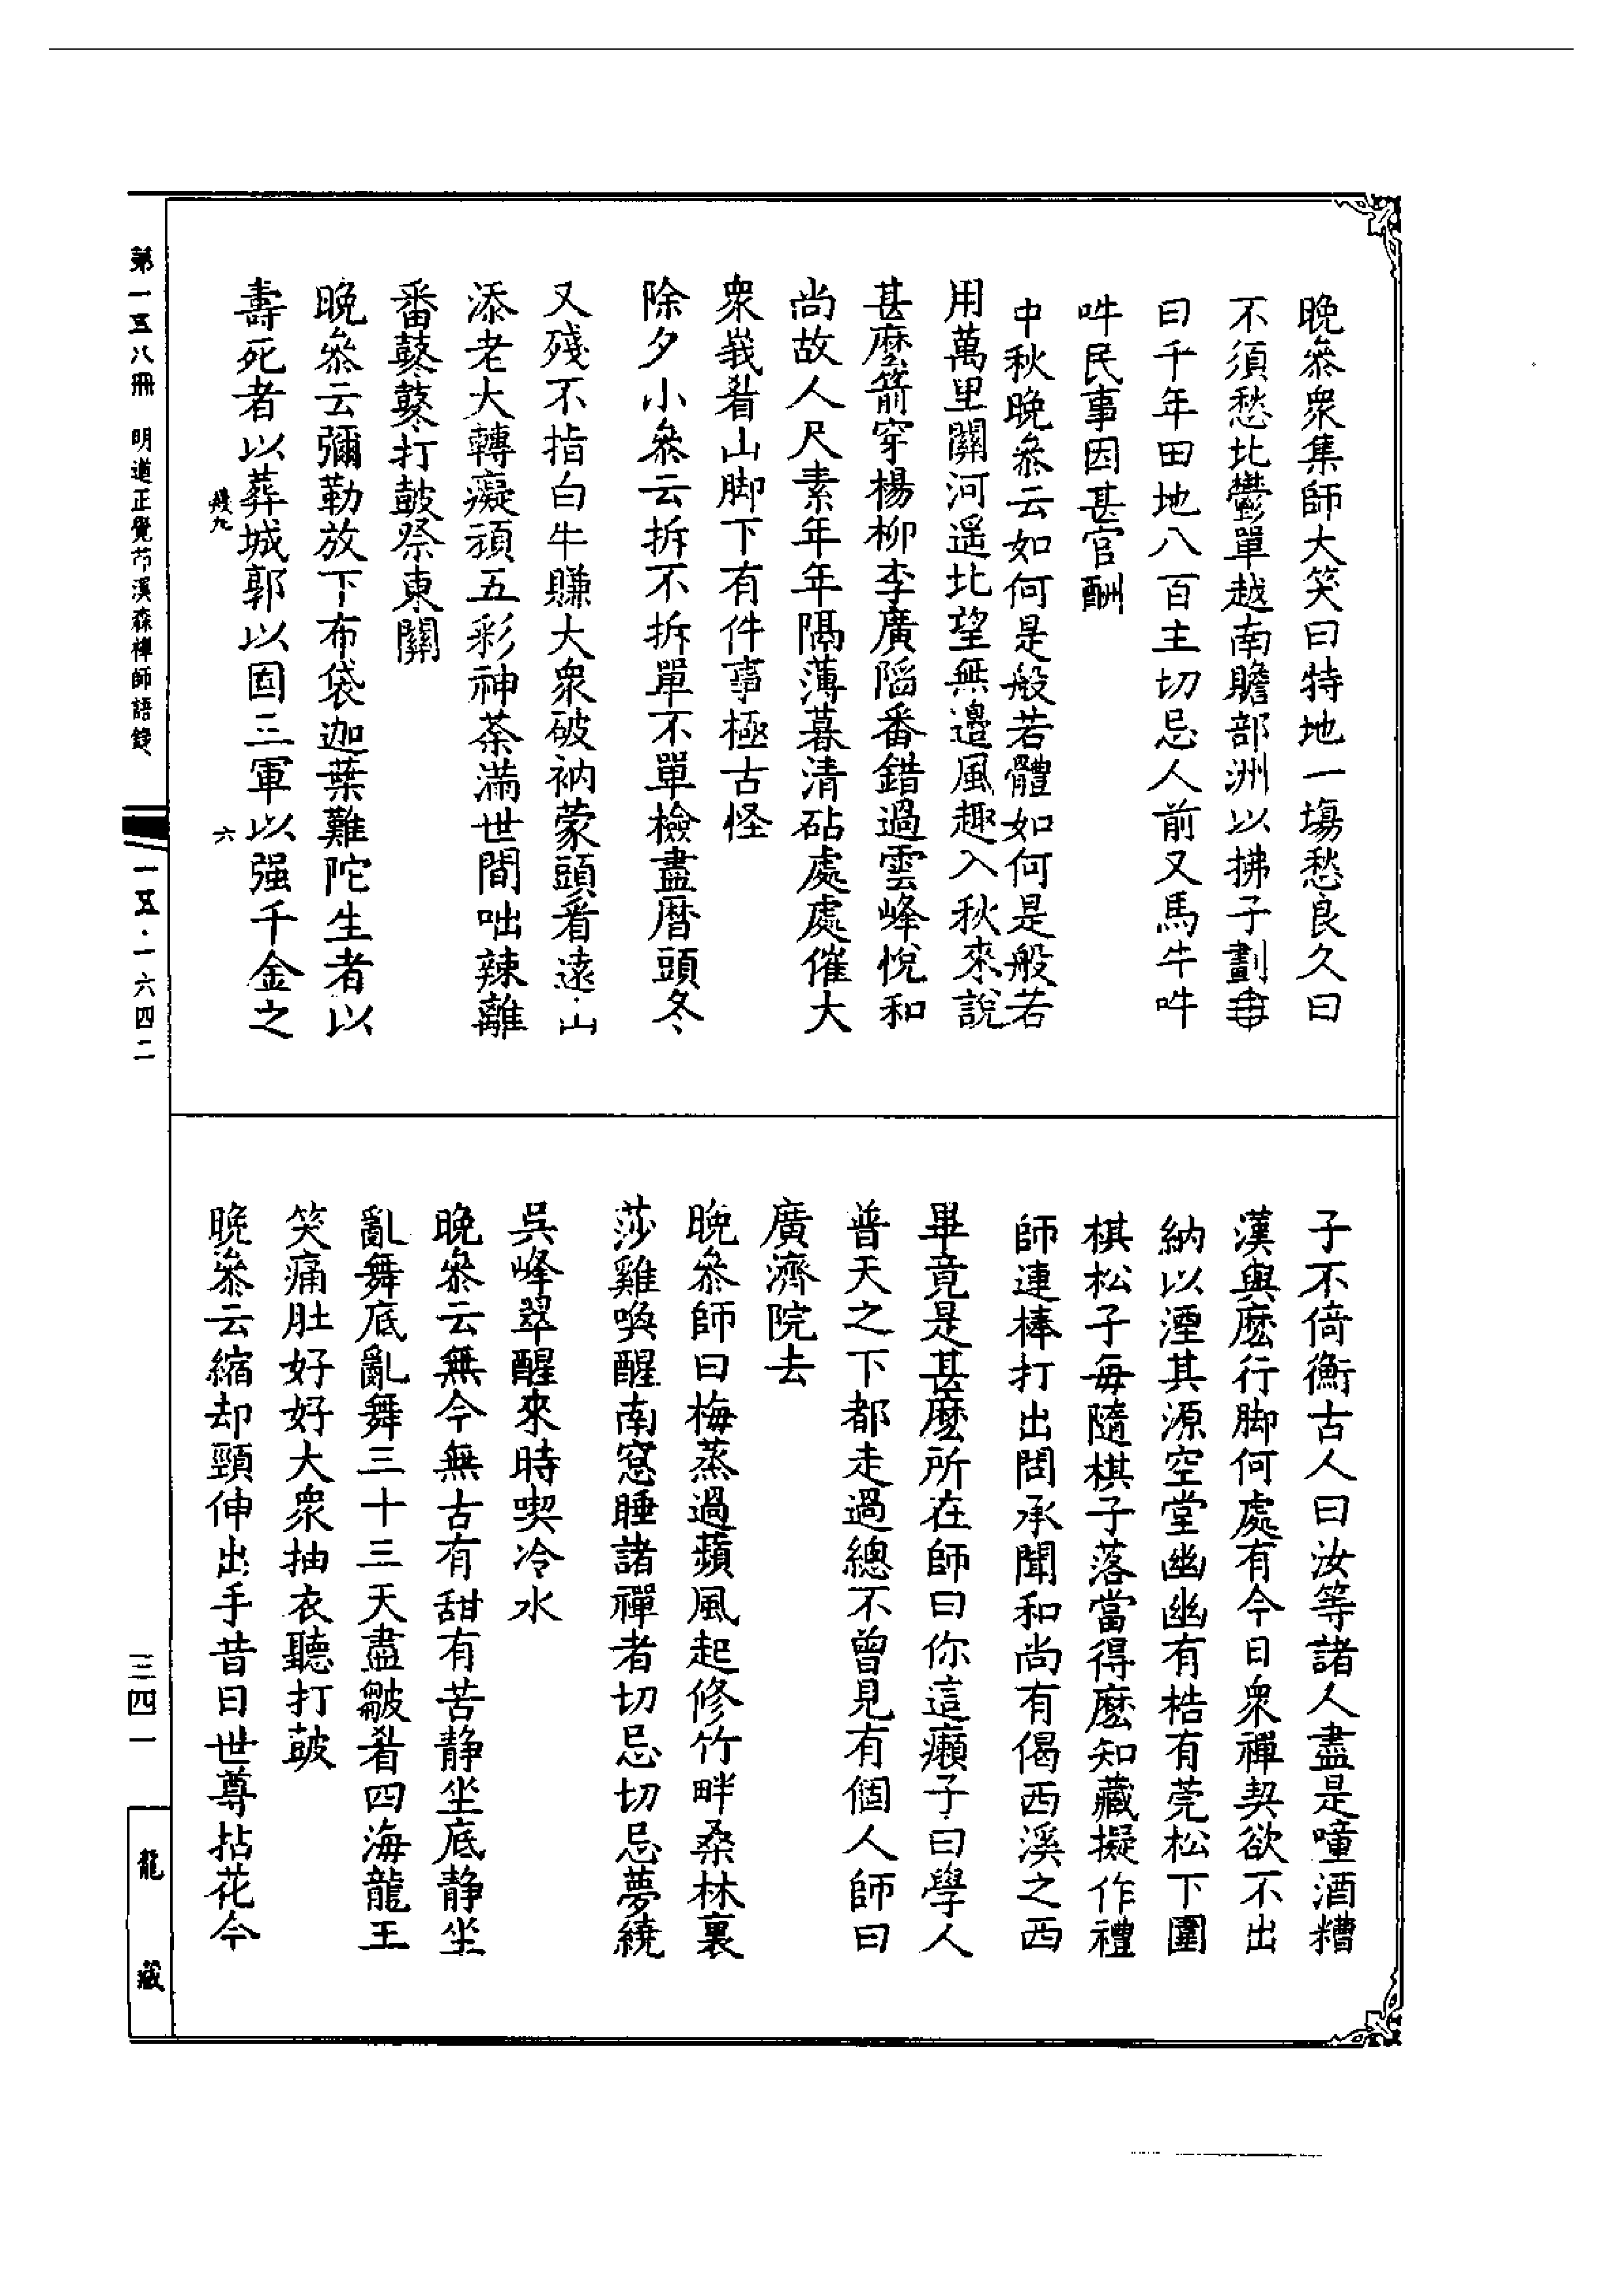 晚叅衆集師大笑曰特地一塲愁良久曰
不須愁北鬱單越南贍部洲以拂子劃
曰千年田地八百主切忌人前又馬牛吽
吽民事因甚官酬
中秋晚叅云如何是般若體如何是般若
用萬里關河遥北望無邊風趣入秋來說
甚麼箭穿楊柳李廣䧟番錯過雲峰悅和
尚故人尺素年年隔薄暮清砧處處催大
衆峩㸔山脚下有件事極古怪
除夕小叅云拆不拆單不單檢盡曆頭冬
又殘不指白牛賺大衆破衲蒙頭㸔遠山
添老大轉癡頑五彩神荼滿世間咄辣離
番鼕鼕打鼓祭東關
晚叅云彌勒放下布袋迦葉難陀生者以
壽死者以葬城郭以固三軍以强千金之
子不倚衡古人曰汝等諸人盡是噇酒糟
漢與麽行脚何處有今日衆禪契欲不出
納以湮其源空堂幽幽有梏有莞松下圍
棋松子毎隨棋子落當得麽知藏擬作禮
師連棒打出問承聞和尚有偈西溪之西
畢竟是甚麽所在師曰你這癩子曰學人
普天之下都走過總不曾見有個人師曰
廣濟院去
晚叅師曰梅蒸過蘋風起修竹畔桑林裏
莎雞喚醒南窓睡諸禪者切忌切忌夢繞
吳峰翠醒來時喫冷水
晚叅云無今無古有甜有苦静坐底静坐
亂舞底亂舞三十三天盡皺㸔四海龍王
笑痛肚好好大衆抽衣聽打鼓
晚叅云縮却頸伸出手昔日世尊拈花今
第一五八冊 明道正覺䒢溪森禪師語錄
六
一五·一六四二
三四一
龍藏